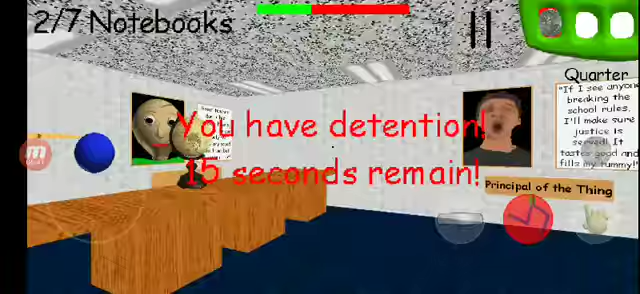 2/7 Notebooks
Quarter
"If I see anyone
breaking the
school rules,
I'll make sure
justice is
served! It
tastes good and
fills my tummy!"
You have detention!
15 seconds remain!
Principal of the Thing